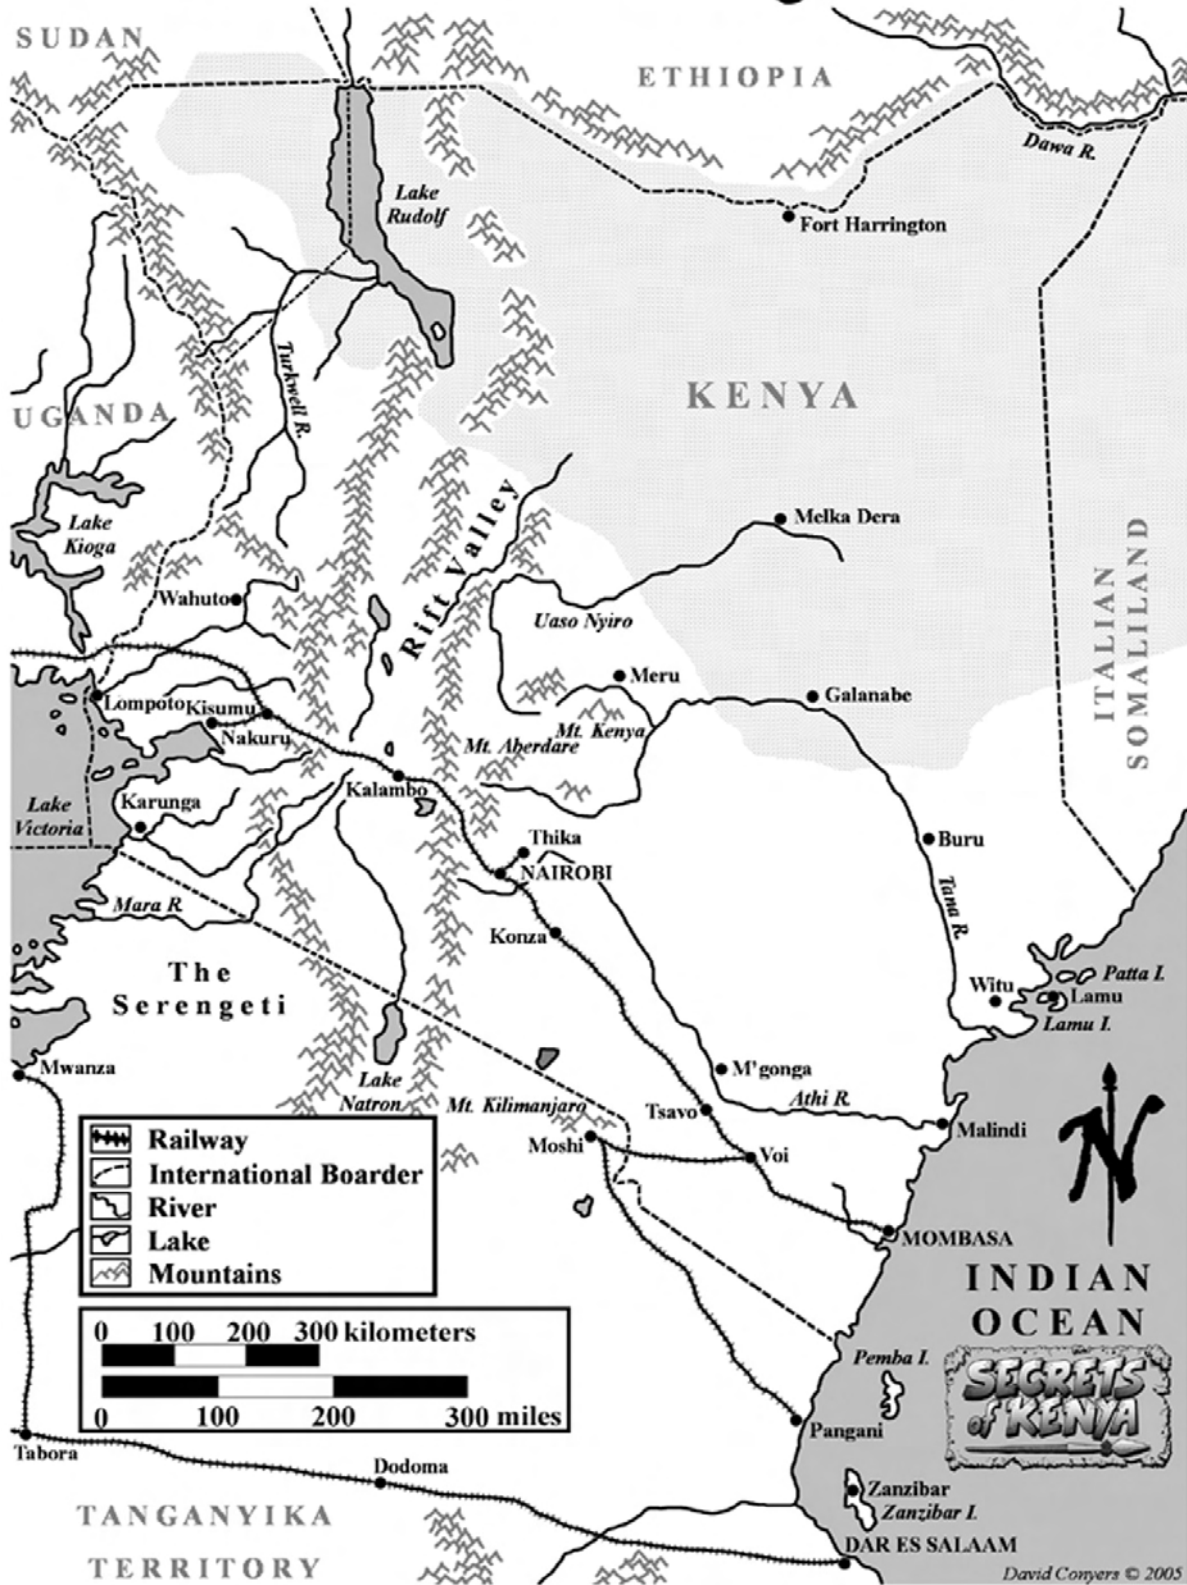 SUDAN
ETHIOPIA
Dawa R.
Lake
Rudolf
Fort Harrington
Turkwell R.
KENYA
UGANDA
Rift Valley
Melka Dera
Lake
Kioga
ITALIAN
SOMALILAND
Wahuto
Uaso Nyiro
Meru
Galanabe
Lompoto
Kisumu
Nakuru
Mt. Kenya
Mt. Aberdare
Kalambo
Karunga
Lake
Victoria
Thika
NAIROBI
Buru
Tana R.
Mara R.
Konza
The
Serengeti
Witu
Patta I.
Lamu
Lamu I.
Mwanza
Lake
Natron
M'gonga
Mt. Kilimanjaro
Tsavo
Athi R.
Moshi
Voi
Malindi
N
Railway
International Boarder
River
Lake
Mountains
MOMBASA
INDIAN
OCEAN
0 100 200 300 kilometers
0 100 200 300 miles
Pemba I.
SECRETS
of KENYA
Pangani
Tabora
Dodoma
Zanzibar
Zanzibar I.
TANGANYIKA
TERRITORY
DAR ES SALAAM
David Conyers © 2005